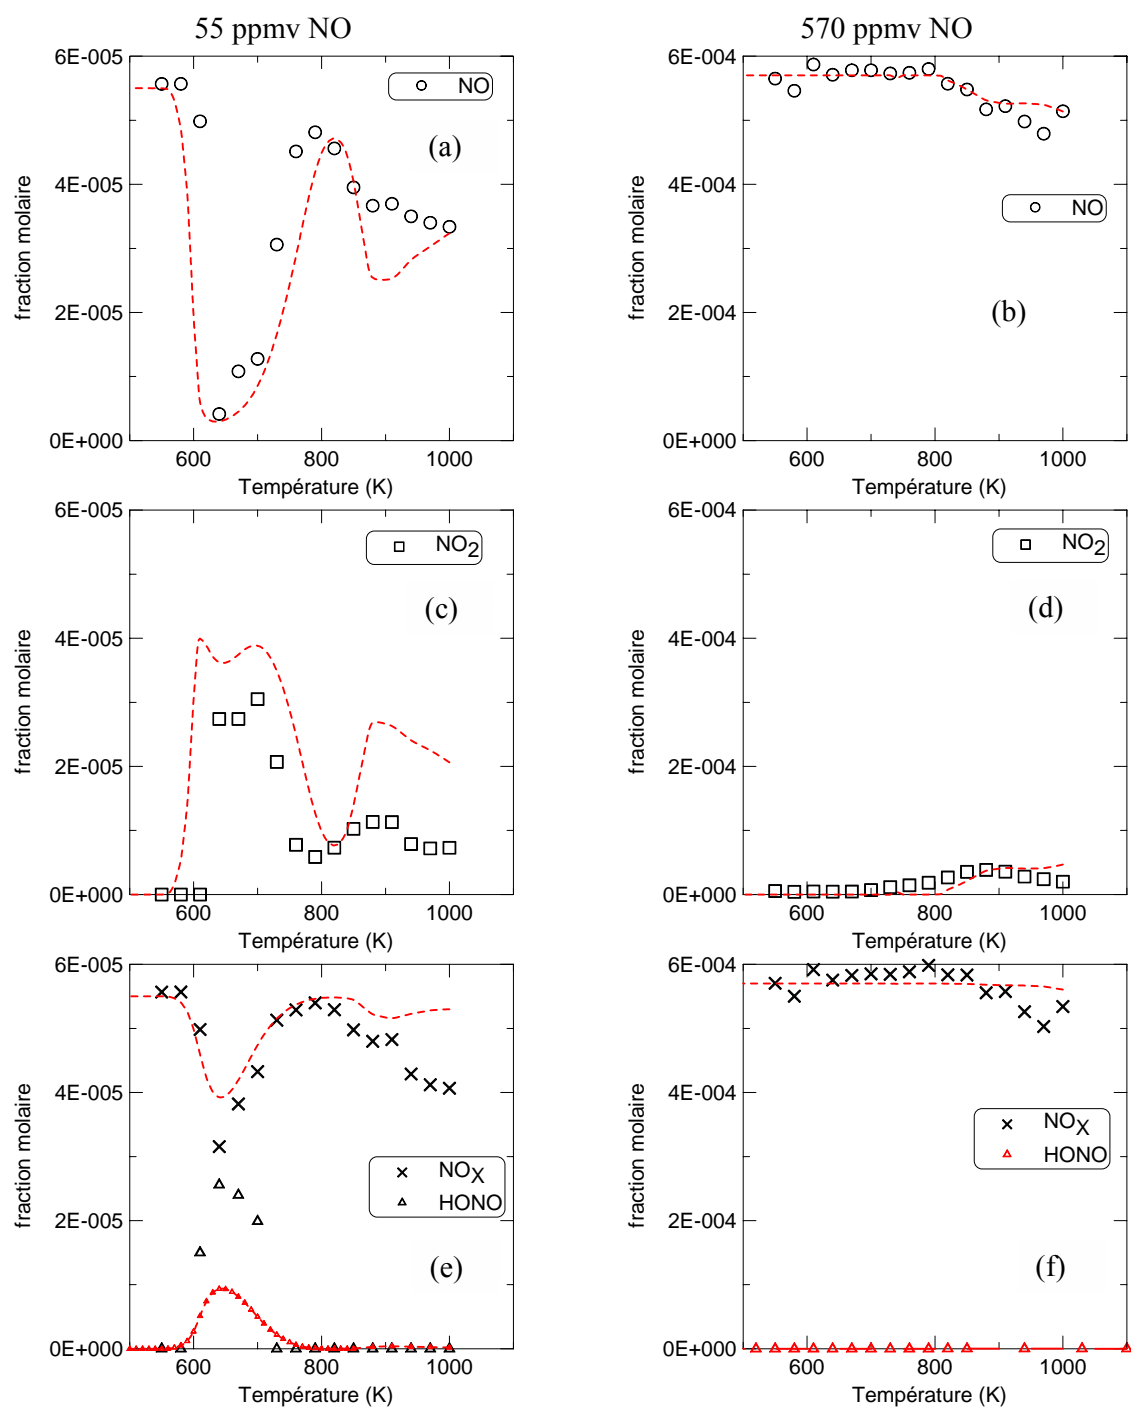 55 ppmv NO
570 ppmv NO
6E-005
4E-005
2E-005
0E+000
fraction molaire
NO
(a)
600 800 1000
Température (K)
6E-004
4E-004
2E-004
0E+000
fraction molaire
NO
(b)
600 800 1000
Température (K)
6E-005
4E-005
2E-005
0E+000
fraction molaire
NO2
(c)
600 800 1000
Température (K)
6E-004
4E-004
2E-004
0E+000
fraction molaire
NO2
(d)
600 800 1000
Température (K)
6E-005
4E-005
2E-005
0E+000
fraction molaire
NOX
HONO
(e)
600 800 1000
Température (K)
6E-004
4E-004
2E-004
0E+000
fraction molaire
NOX
HONO
(f)
600 800 1000
Température (K)